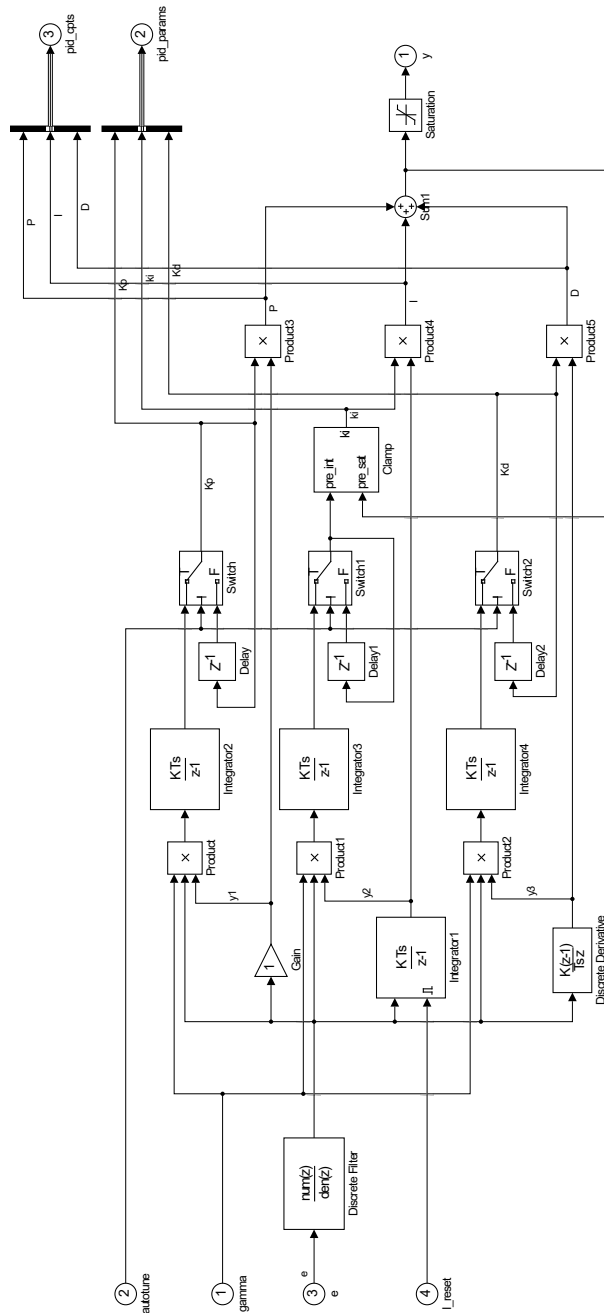 2
autotune
1
gamma
3
e
e
4
I_reset
num(z)
den(z)
Discrete Filter
1
Gain
KTs
z-1
Integrator1
K(z-1)
Tsz
Discrete Derivative
y1
y2
y3
×
Product
×
Product1
×
Product2
KTs
z-1
Integrator2
KTs
z-1
Integrator3
KTs
z-1
Integrator4
Z-1
Delay
Z-1
Delay1
Z-1
Delay2
T
F
Switch
T
F
Switch1
T
F
Switch2
Kp
pre_int
pre_sat
ki
Clamp
ki
Kd
×
Product3
×
Product4
×
Product5
P
I
D
Kp
ki
Kd
P
I
D
Sum1
Saturation
3
pid_cpts
2
pid_params
1
y